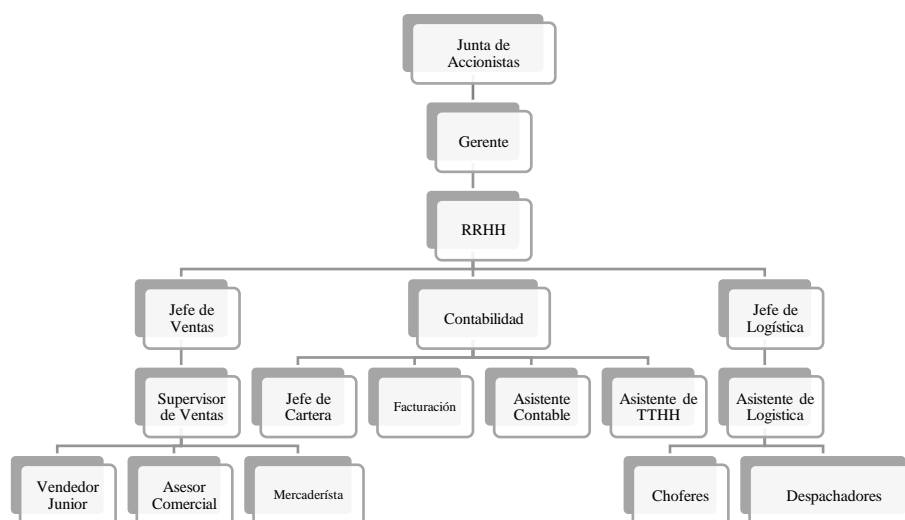 Junta de
Accionistas
Gerente
RRHH
Jefe de
Ventas
Contabilidad
Jefe de
Logística
Supervisor
de Ventas
Jefe de
Cartera
Facturación
Asistente
Contable
Asistente de
TTHH
Asistente de
Logistica
Vendedor
Junior
Asesor
Comercial
Mercaderísta
Choferes
Despachadores